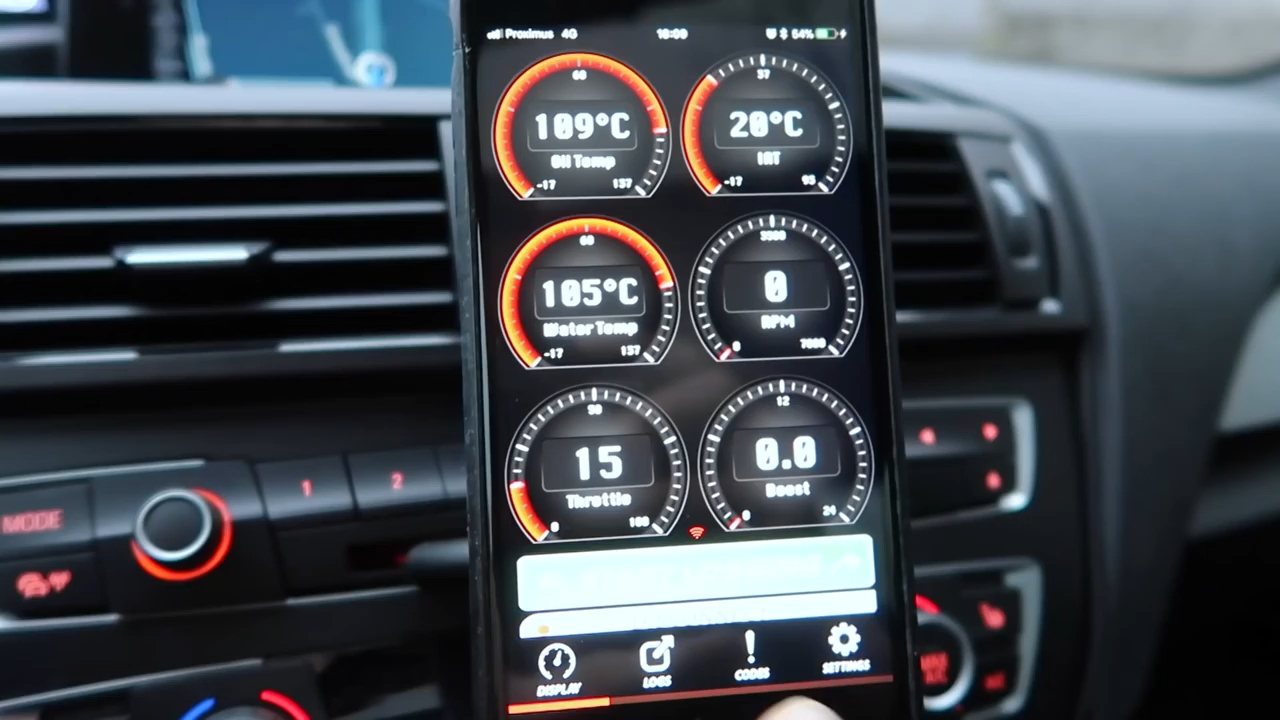 Proximus 4G 18:09 54%
60
109°C
Oil Temp
-17 137
37
20°C
IAT
-17 93
60
105°C
Water Temp
-17 137
3500
0
RPM
0 7000
50
15
Throttle
0 100
12
0.0
Boost
0 24
DISPLAY LOGS CODES SETTINGS
MODE
1 2
MAX
A/C